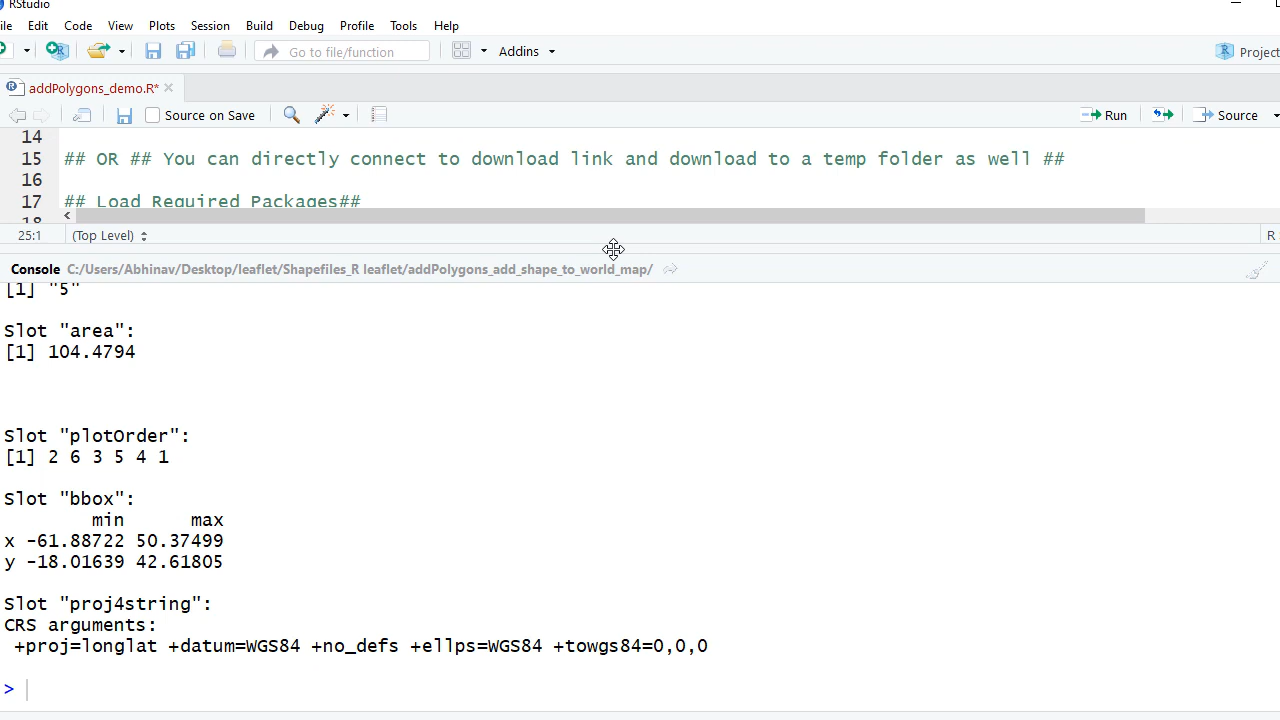 RStudio
ile Edit Code View Plots Session Build Debug Profile Tools Help
Go to file/function Addins Project
addPolygons_demo.R*
Source on Save Run Source
14
15 ## OR ## You can directly connect to download link and download to a temp folder as well ##
16
17 ## Load Required Packages##
18
25:1 (Top Level) R
Console C:/Users/Abhinav/Desktop/leaflet/Shapefiles_R leaflet/addPolygons_add_shape_to_world_map/
[1] "5"
Slot "area":
[1] 104.4794
Slot "plotOrder":
[1] 2 6 3 5 4 1
Slot "bbox":
min max
x -61.88722 50.37499
y -18.01639 42.61805
Slot "proj4string":
CRS arguments:
+proj=longlat +datum=WGS84 +no_defs +ellps=WGS84 +towgs84=0,0,0
>